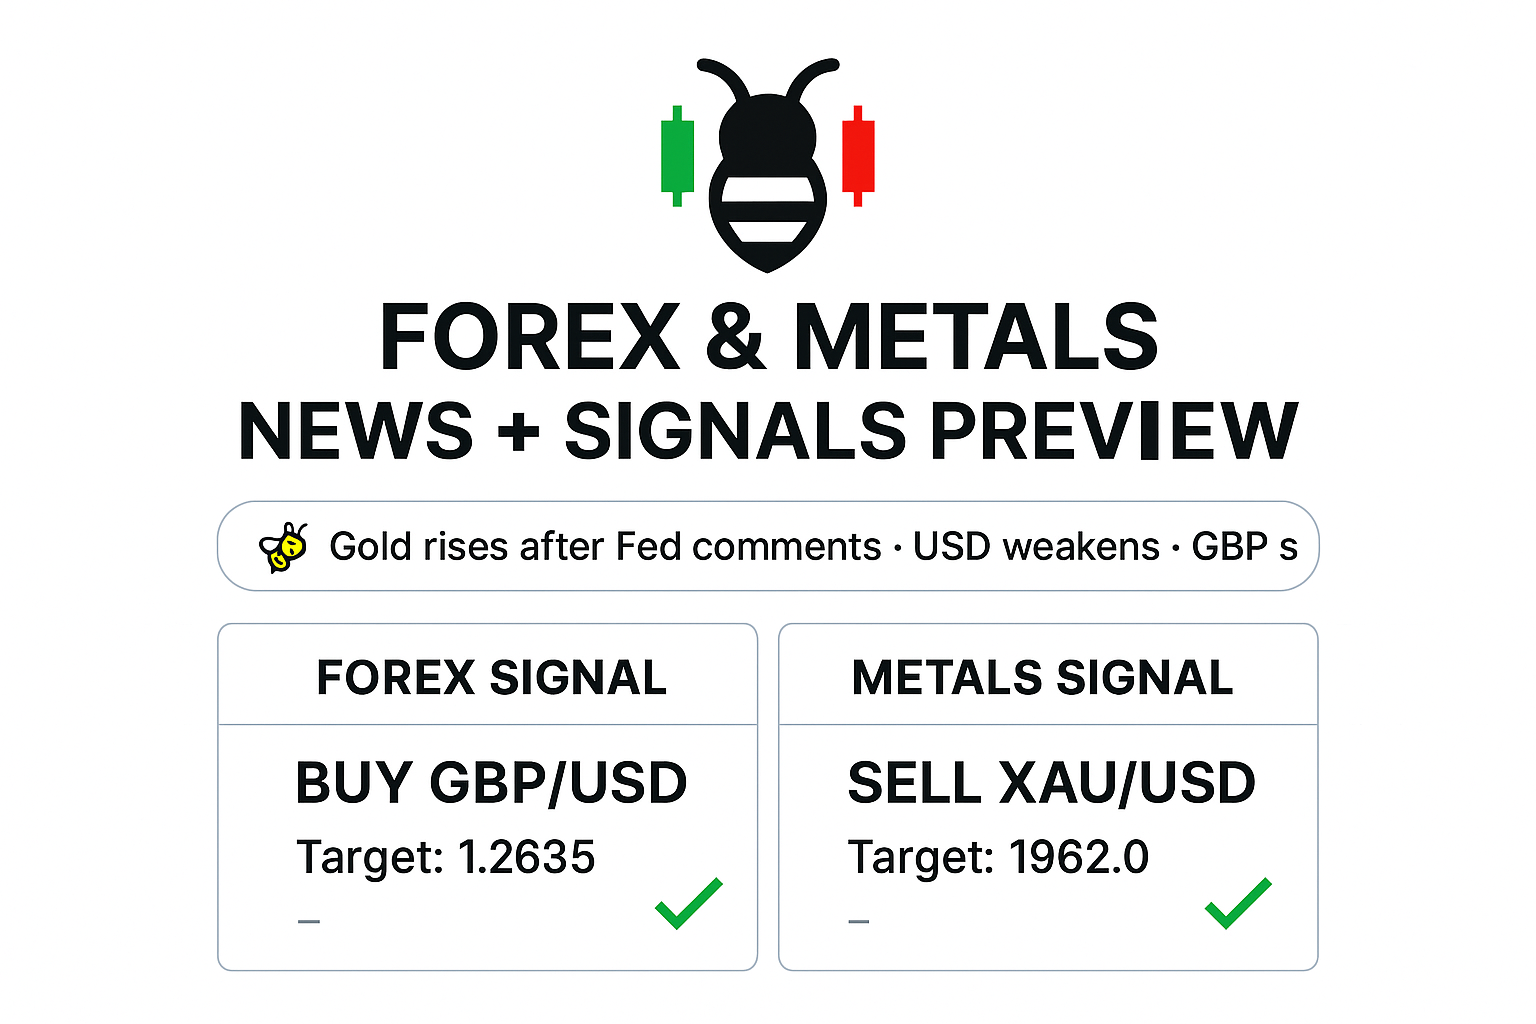 FOREX & METALS
NEWS + SIGNALS PREVIEW
Gold rises after Fed comments · USD weakens · GBP s
FOREX SIGNAL
BUY GBP/USD
Target: 1.2635
–
METALS SIGNAL
SELL XAU/USD
Target: 1962.0
–